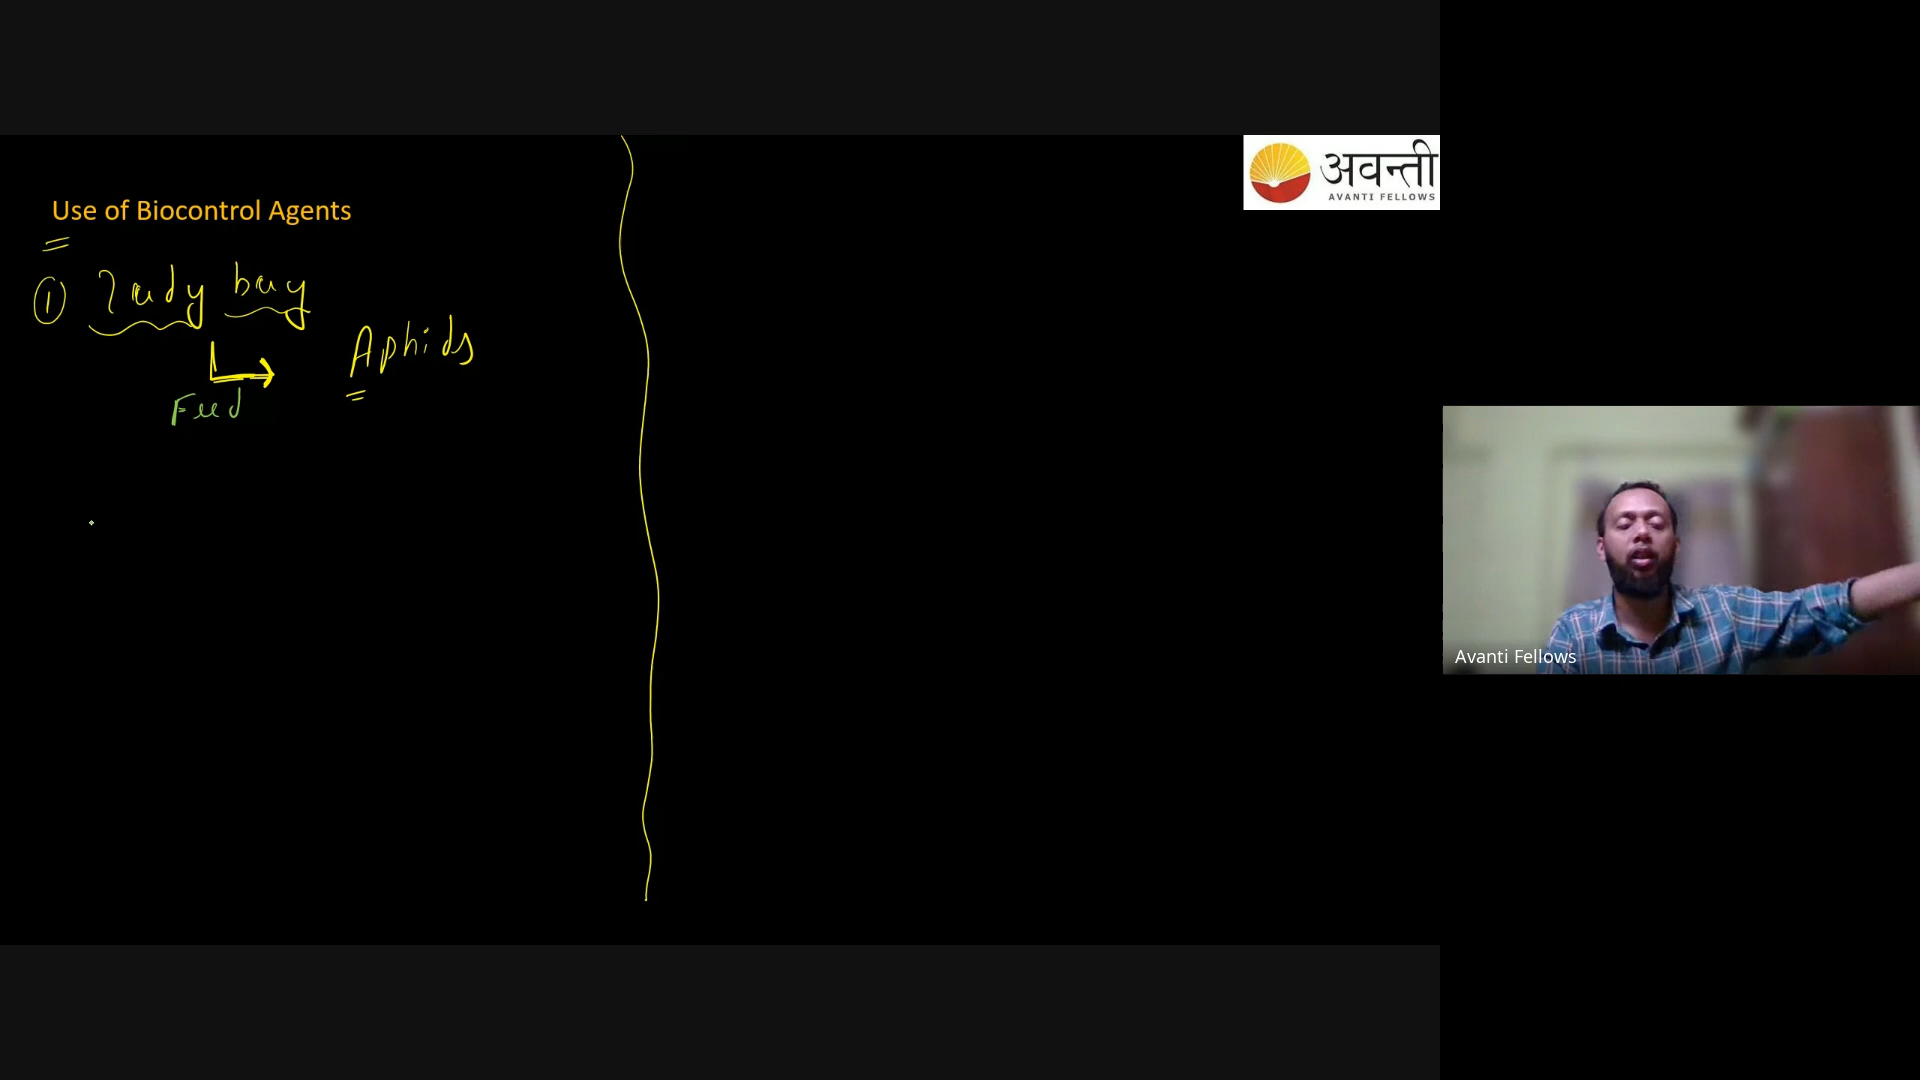 Use of Biocontrol Agents
① Lady bug
Aphids
Feed
अवन्ती
AVANTI FELLOWS
Avanti Fellows